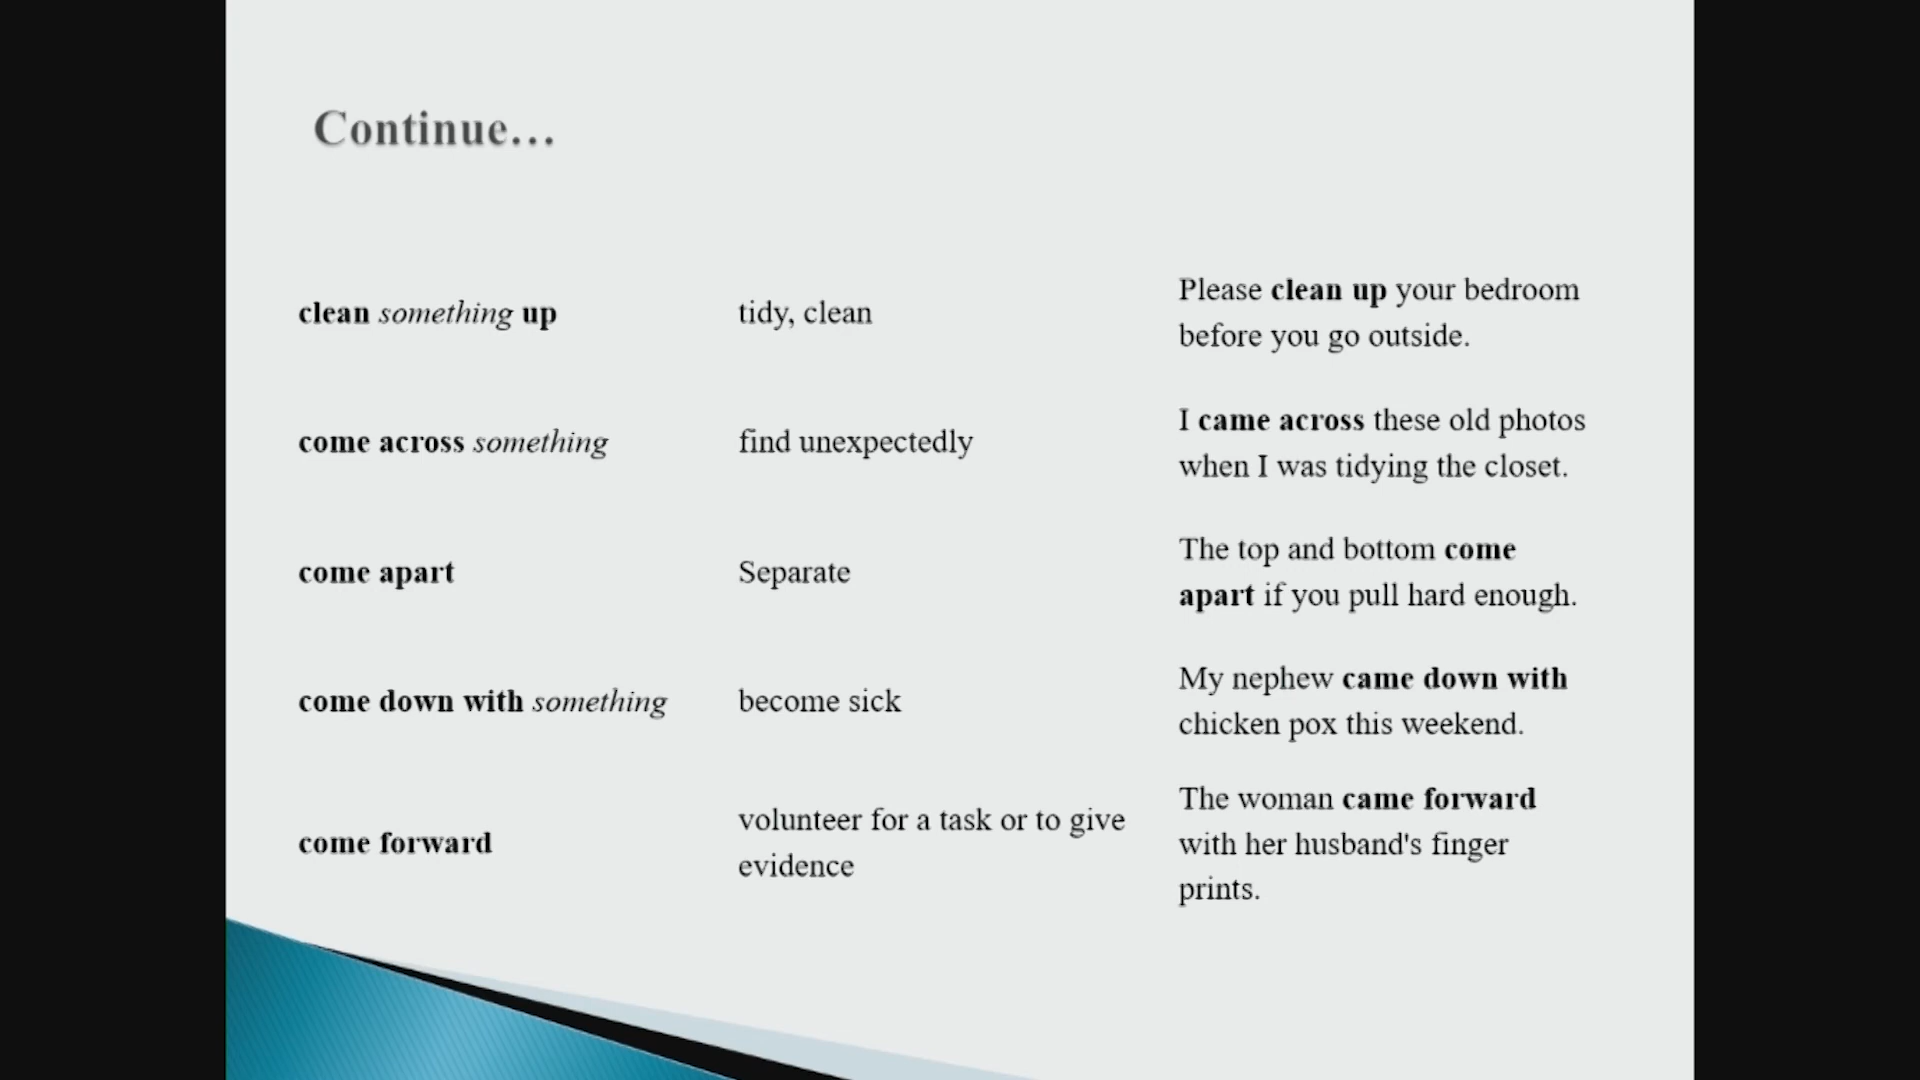 Continue…
clean something up
tidy, clean
Please clean up your bedroom
before you go outside.
come across something
find unexpectedly
I came across these old photos
when I was tidying the closet.
come apart
Separate
The top and bottom come
apart if you pull hard enough.
come down with something
become sick
My nephew came down with
chicken pox this weekend.
come forward
volunteer for a task or to give
evidence
The woman came forward
with her husband's finger
prints.